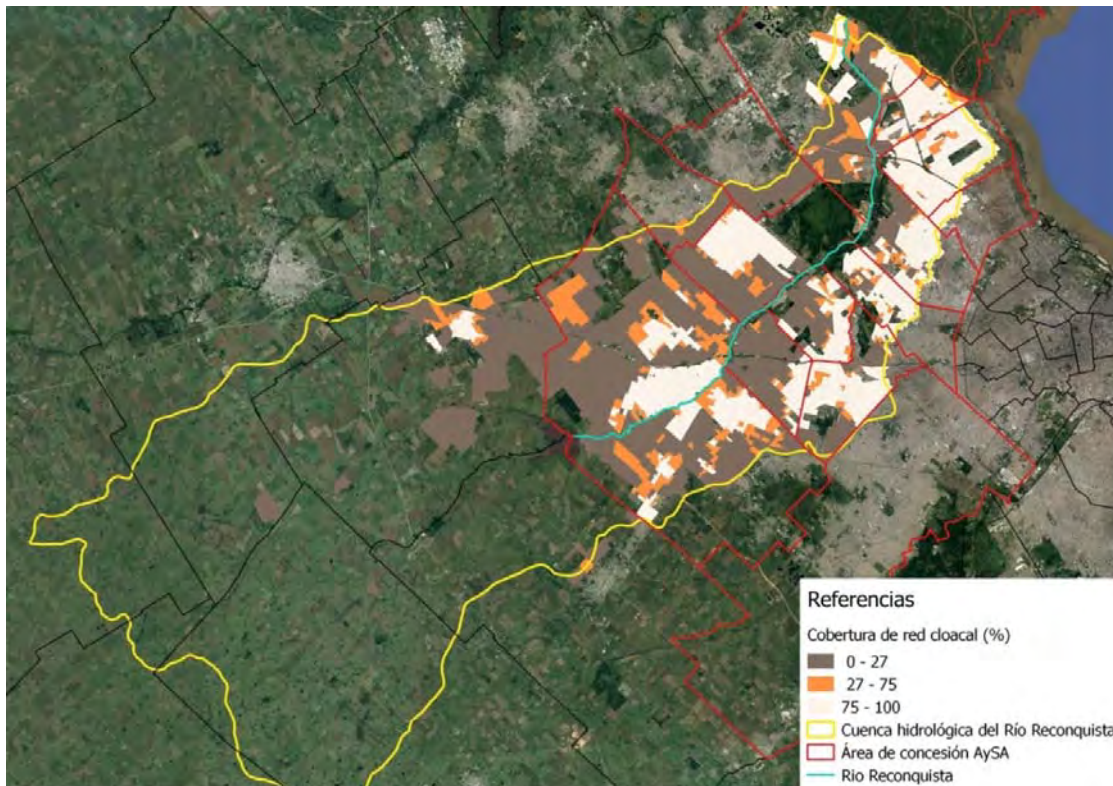 Referencias
Cobertura de red cloacal (%)
0 - 27
27 - 75
75 - 100
Cuenca hidrológica del Río Reconquista
Área de concesión AySA
Rio Reconquista